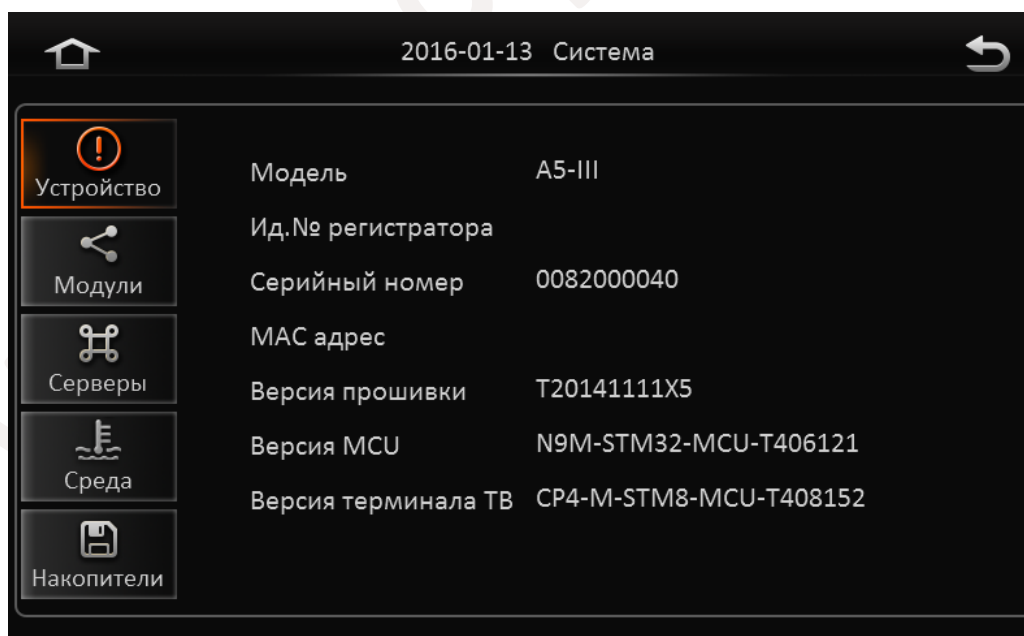 2016-01-13 Система
Устройство
Модули
Серверы
Среда
Накопители
Модель A5-III
Ид.№ регистратора
Серийный номер 0082000040
MAC адрес
Версия прошивки T20141111X5
Версия MCU N9M-STM32-MCU-T406121
Версия терминала ТВ CP4-M-STM8-MCU-T408152